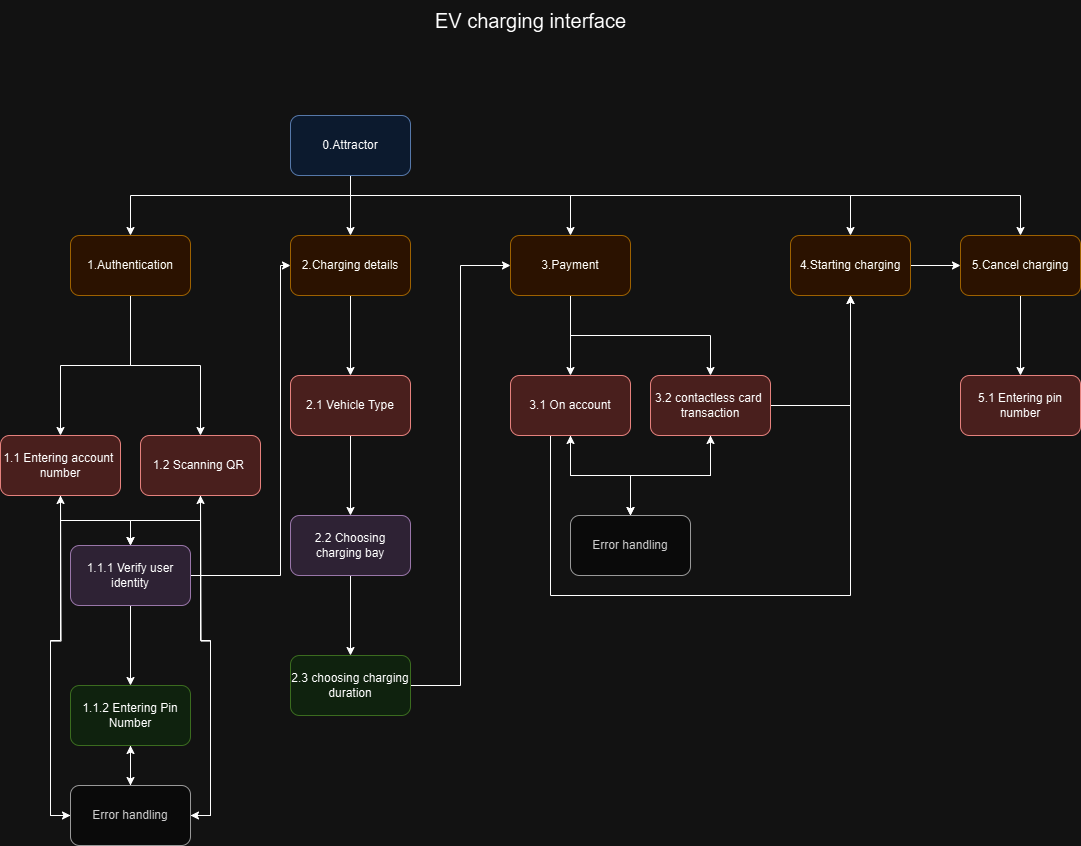 EV charging interface
0.Attractor
1.Authentication
2.Charging details
3.Payment
4.Starting charging
5.Cancel charging
2.1 Vehicle Type
3.1 On account
3.2 contactless card
transaction
5.1 Entering pin
number
1.1 Entering account
number
1.2 Scanning QR
2.2 Choosing
charging bay
Error handling
1.1.1 Verify user
identity
2.3 choosing charging
duration
1.1.2 Entering Pin
Number
Error handling